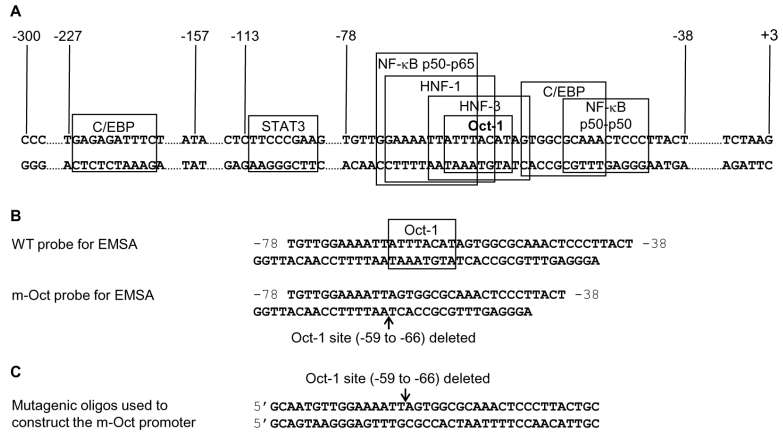 A
-300 -227 -157 -113 -78 -38 +3
NF-κB p50-p65
HNF-1 C/EBP
C/EBP STAT3 HNF-3 NF-κB
Oct-1 p50-p50
CCC......TGAGAGATTTCT......ATA......CTCTTCCCGAAG......TGTTGGAAAATTATTTACATAGTGGCGCAAACTCCCTTACT......TCTAAG
GGG......ACTCTCTAAAGA......TAT......GAGAAGGGCTTC......ACAACCTTTTAATAAATGTATCACCGCGTTTGAGGGAATGA......AGATTC
B
Oct-1
WT probe for EMSA -78 TGTTGGAAAATTATTTACATAGTGGCGCAAACTCCCTTACT -38
GGTTACAACCTTTTAATAAATGTATCACCGCGTTTGAGGGA
m-Oct probe for EMSA -78 TGTTGGAAAATTAGTGGCGCAAACTCCCTTACT -38
GGTTACAACCTTTTAATCACCGCGTTTGAGGGA
Oct-1 site (-59 to -66) deleted
C
Oct-1 site (-59 to -66) deleted
Mutagenic oligos used to 5’GCAATGTTGGAAAATTAGTGGCGCAAACTCCCTTACTGC
construct the m-Oct promoter 5’GCAGTAAGGGAGTTTGCGCCACTAATTTTCCAACATTGC